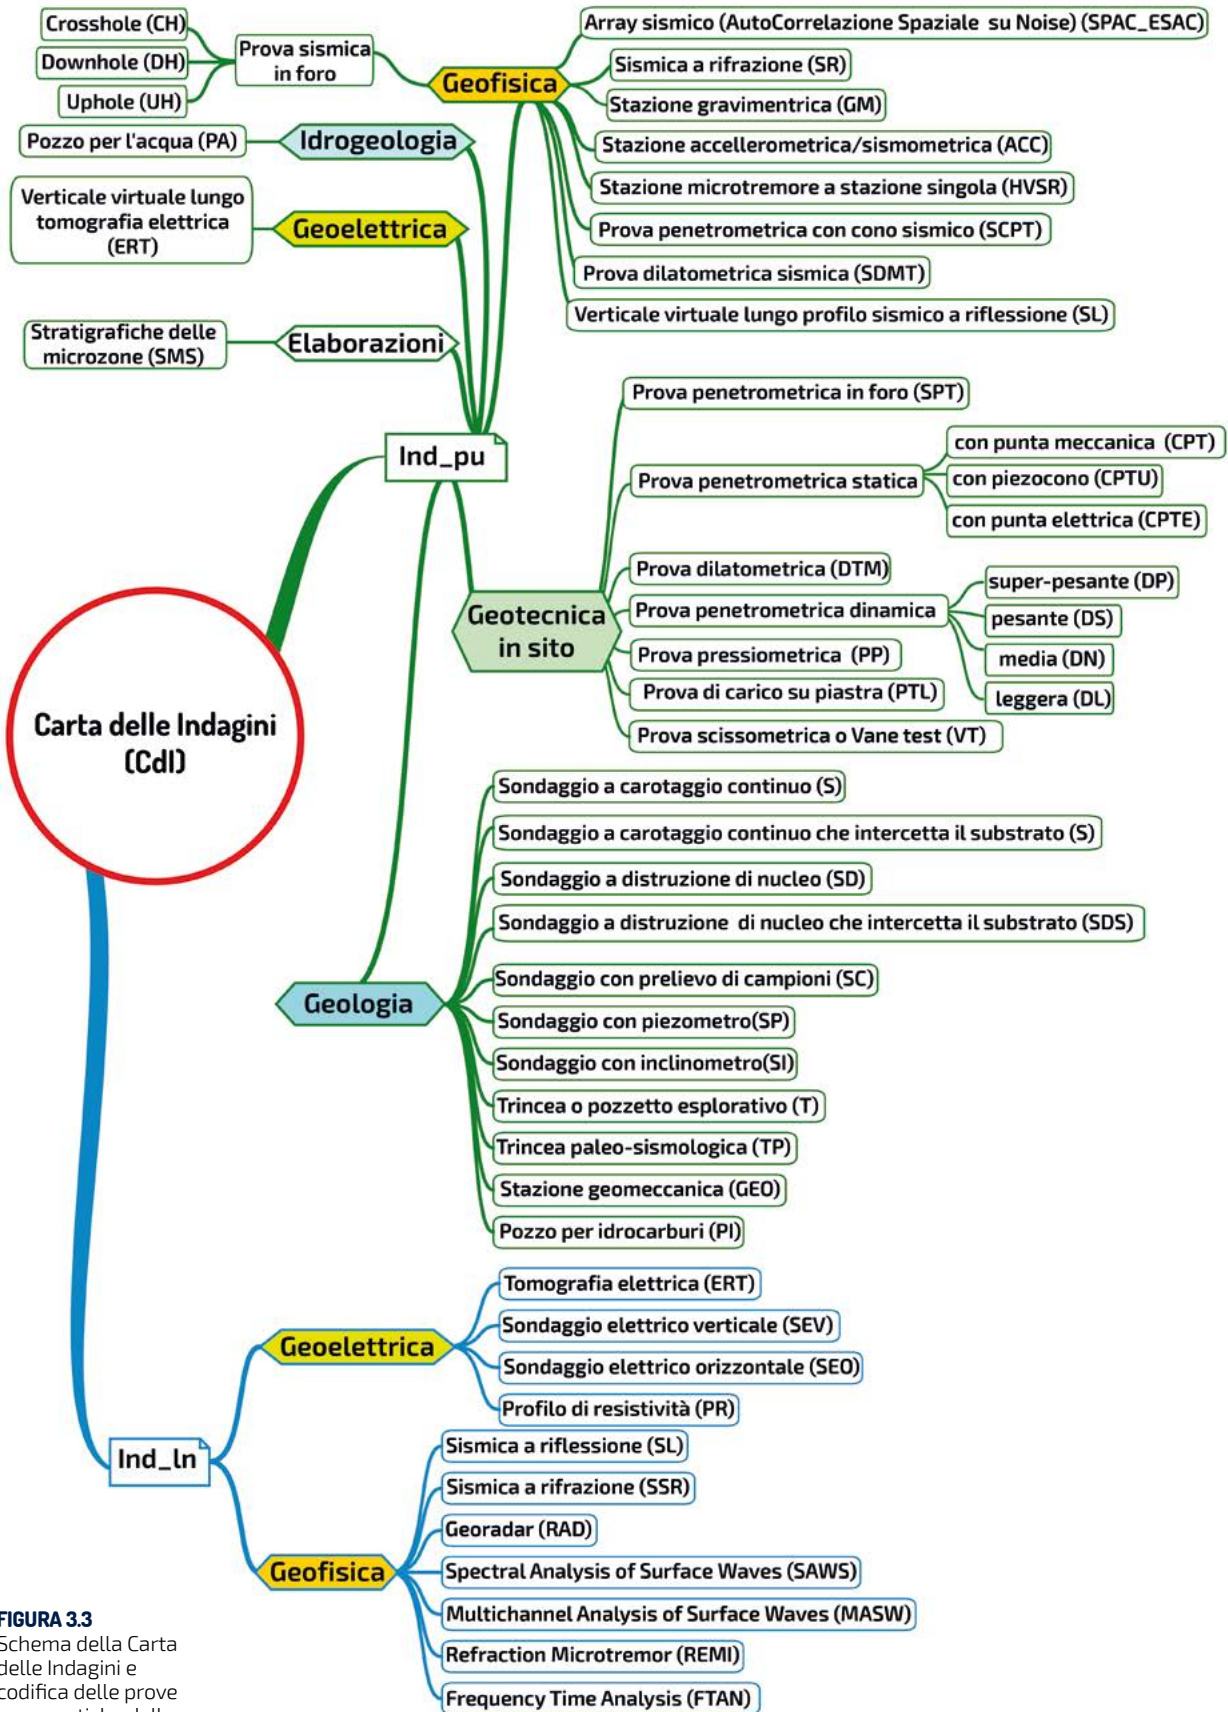 Crosshole (CH)
Downhole (DH)
Uphole (UH)
Prova sismica
in foro
Geofisica
Array sismico (AutoCorrelazione Spaziale su Noise) (SPAC_ESAC)
Sismica a rifrazione (SR)
Stazione gravimentrica (GM)
Stazione accellerometrica/sismometrica (ACC)
Stazione microtremore a stazione singola (HVSR)
Prova penetrometrica con cono sismico (SCPT)
Prova dilatometrica sismica (SDMT)
Verticale virtuale lungo profilo sismico a riflessione (SL)
Pozzo per l'acqua (PA)
Idrogeologia
Verticale virtuale lungo
tomografia elettrica
(ERT)
Geoelettrica
Stratigrafiche delle
microzone (SMS)
Elaborazioni
Ind_pu
Prova penetrometrica in foro (SPT)
Prova penetrometrica statica
con punta meccanica (CPT)
con piezocono (CPTU)
con punta elettrica (CPTE)
Geotecnica
in sito
Prova dilatometrica (DTM)
Prova penetrometrica dinamica
super-pesante (DP)
pesante (DS)
media (DN)
leggera (DL)
Prova pressiometrica (PP)
Prova di carico su piastra (PTL)
Prova scissometrica o Vane test (VT)
Carta delle Indagini
(CdI)
Geologia
Sondaggio a carotaggio continuo (S)
Sondaggio a carotaggio continuo che intercetta il substrato (S)
Sondaggio a distruzione di nucleo (SD)
Sondaggio a distruzione di nucleo che intercetta il substrato (SDS)
Sondaggio con prelievo di campioni (SC)
Sondaggio con piezometro(SP)
Sondaggio con inclinometro(SI)
Trincea o pozzetto esplorativo (T)
Trincea paleo-sismologica (TP)
Stazione geomeccanica (GEO)
Pozzo per idrocarburi (PI)
Ind_ln
Geoelettrica
Tomografia elettrica (ERT)
Sondaggio elettrico verticale (SEV)
Sondaggio elettrico orizzontale (SEO)
Profilo di resistività (PR)
Geofisica
Sismica a riflessione (SL)
Sismica a rifrazione (SSR)
Georadar (RAD)
Spectral Analysis of Surface Waves (SAWS)
Multichannel Analysis of Surface Waves (MASW)
Refraction Microtremor (REMI)
Frequency Time Analysis (FTAN)
FIGURA 3.3
Schema della Carta
delle Indagini e
codifica delle prove